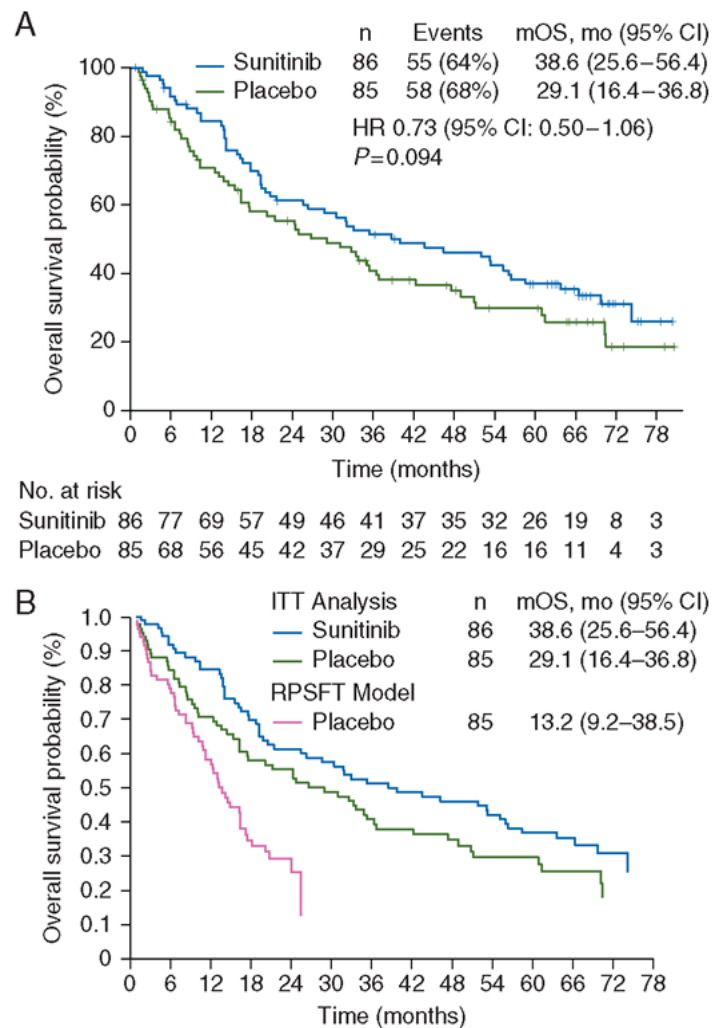 A
n Events mOS, mo (95% CI)
Sunitinib 86 55 (64%) 38.6 (25.6–56.4)
Placebo 85 58 (68%) 29.1 (16.4–36.8)
HR 0.73 (95% CI: 0.50–1.06)
P=0.094
Overall survival probability (%)
100
80
60
40
20
0
0 6 12 18 24 30 36 42 48 54 60 66 72 78
Time (months)
No. at risk
Sunitinib 86 77 69 57 49 46 41 37 35 32 26 19 8 3
Placebo 85 68 56 45 42 37 29 25 22 16 16 11 4 3
B
ITT Analysis n mOS, mo (95% CI)
Sunitinib 86 38.6 (25.6–56.4)
Placebo 85 29.1 (16.4–36.8)
RPSFT Model
Placebo 85 13.2 (9.2–38.5)
Overall survival probability (%)
1.0
0.9
0.8
0.7
0.6
0.5
0.4
0.3
0.2
0.1
0
0 6 12 18 24 30 36 42 48 54 60 66 72 78
Time (months)